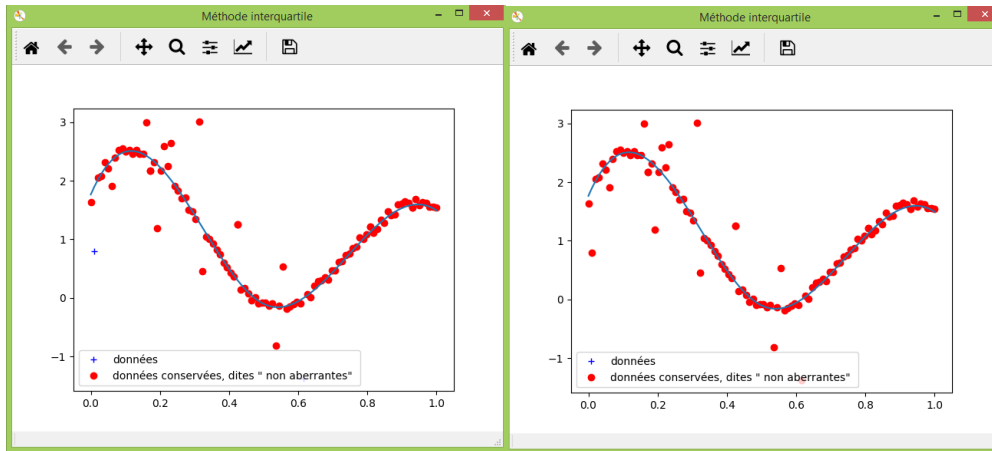 Méthode interquartile
3
2
1
0
−1
0.0 0.2 0.4 0.6 0.8 1.0
données
données conservées, dites " non aberrantes"
Méthode interquartile
3
2
1
0
−1
0.0 0.2 0.4 0.6 0.8 1.0
données
données conservées, dites " non aberrantes"